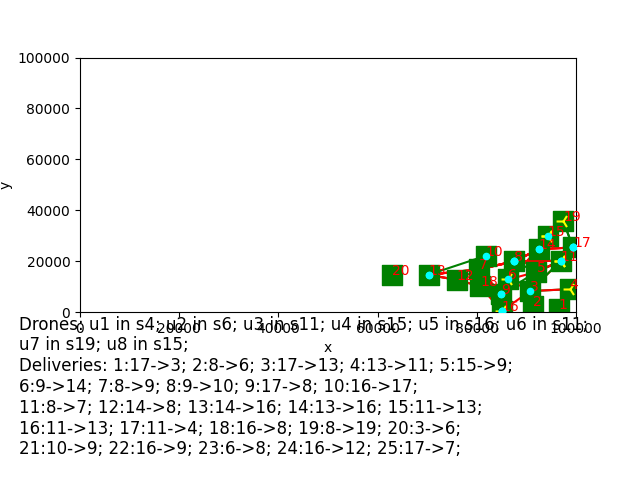 100000
80000
60000
40000
20000
0
y
0 20000 40000 60000 80000 100000
x
19
17
10
20
Drones: u1 in s4; u2 in s6; u3 in s11; u4 in s15; u5 in s16; u6 in s11;
u7 in s19; u8 in s15;
Deliveries: 1:17->3; 2:8->6; 3:17->13; 4:13->11; 5:15->9;
6:9->14; 7:8->9; 8:9->10; 9:17->8; 10:16->17;
11:8->7; 12:14->8; 13:14->16; 14:13->16; 15:11->13;
16:11->13; 17:11->4; 18:16->8; 19:8->19; 20:3->6;
21:10->9; 22:16->9; 23:6->8; 24:16->12; 25:17->7;